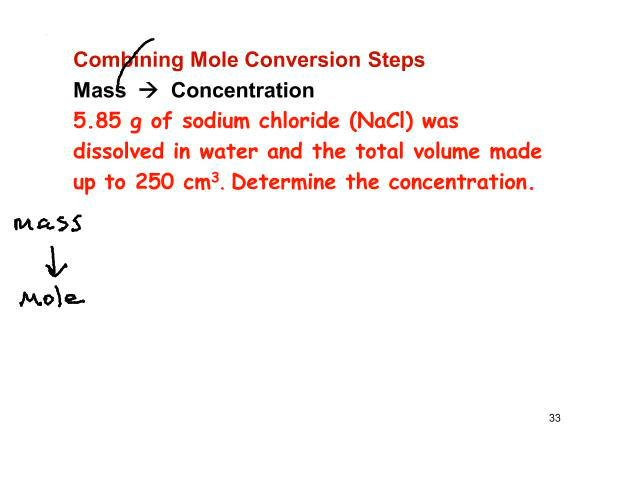 Combining Mole Conversion Steps
Mass → Concentration
5.85 g of sodium chloride (NaCl) was
dissolved in water and the total volume made
up to 250 cm³. Determine the concentration.
mass
↓
Mole
33